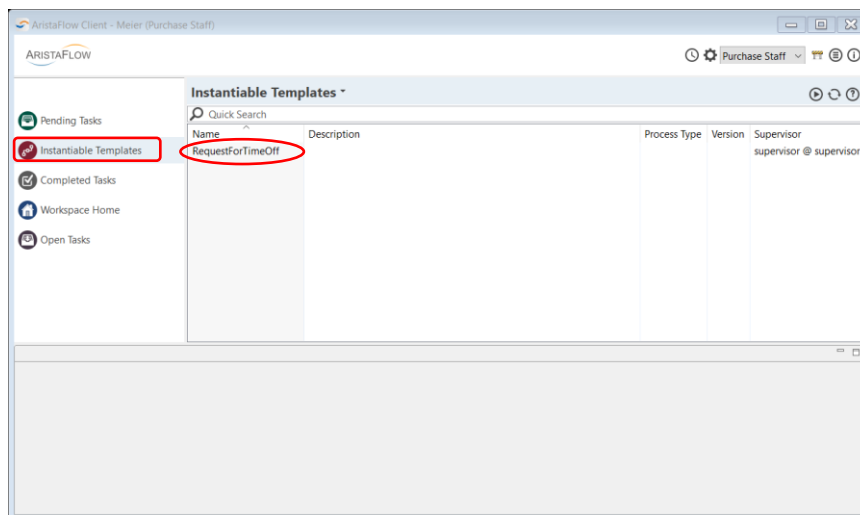 AristaFlow Client - Meier (Purchase Staff)
ARISTAFLOW
Purchase Staff
Instantiable Templates
Quick Search
Name Description Process Type Version Supervisor
RequestForTimeOff supervisor @ supervisor
Pending Tasks
Instantiable Templates
Completed Tasks
Workspace Home
Open Tasks